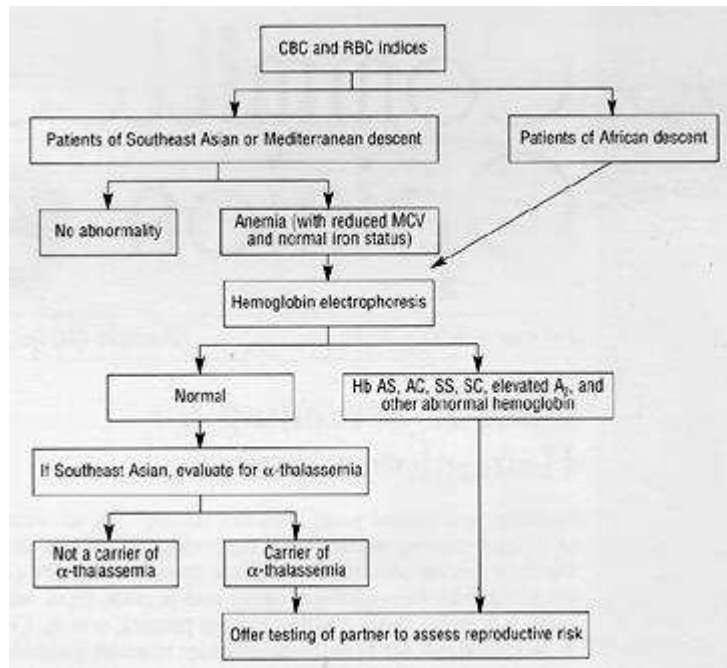 CBC and RBC indices
Patients of Southeast Asian or Mediterranean descent
Patients of African descent
No abnormality
Anemia (with reduced MCV
and normal iron status)
Hemoglobin electrophoresis
Normal
Hb AS, AC, SS, SC, elevated A₂, and
other abnormal hemoglobin
If Southeast Asian, evaluate for α-thalassemia
Not a carrier of
α-thalassemia
Carrier of
α-thalassemia
Offer testing of partner to assess reproductive risk